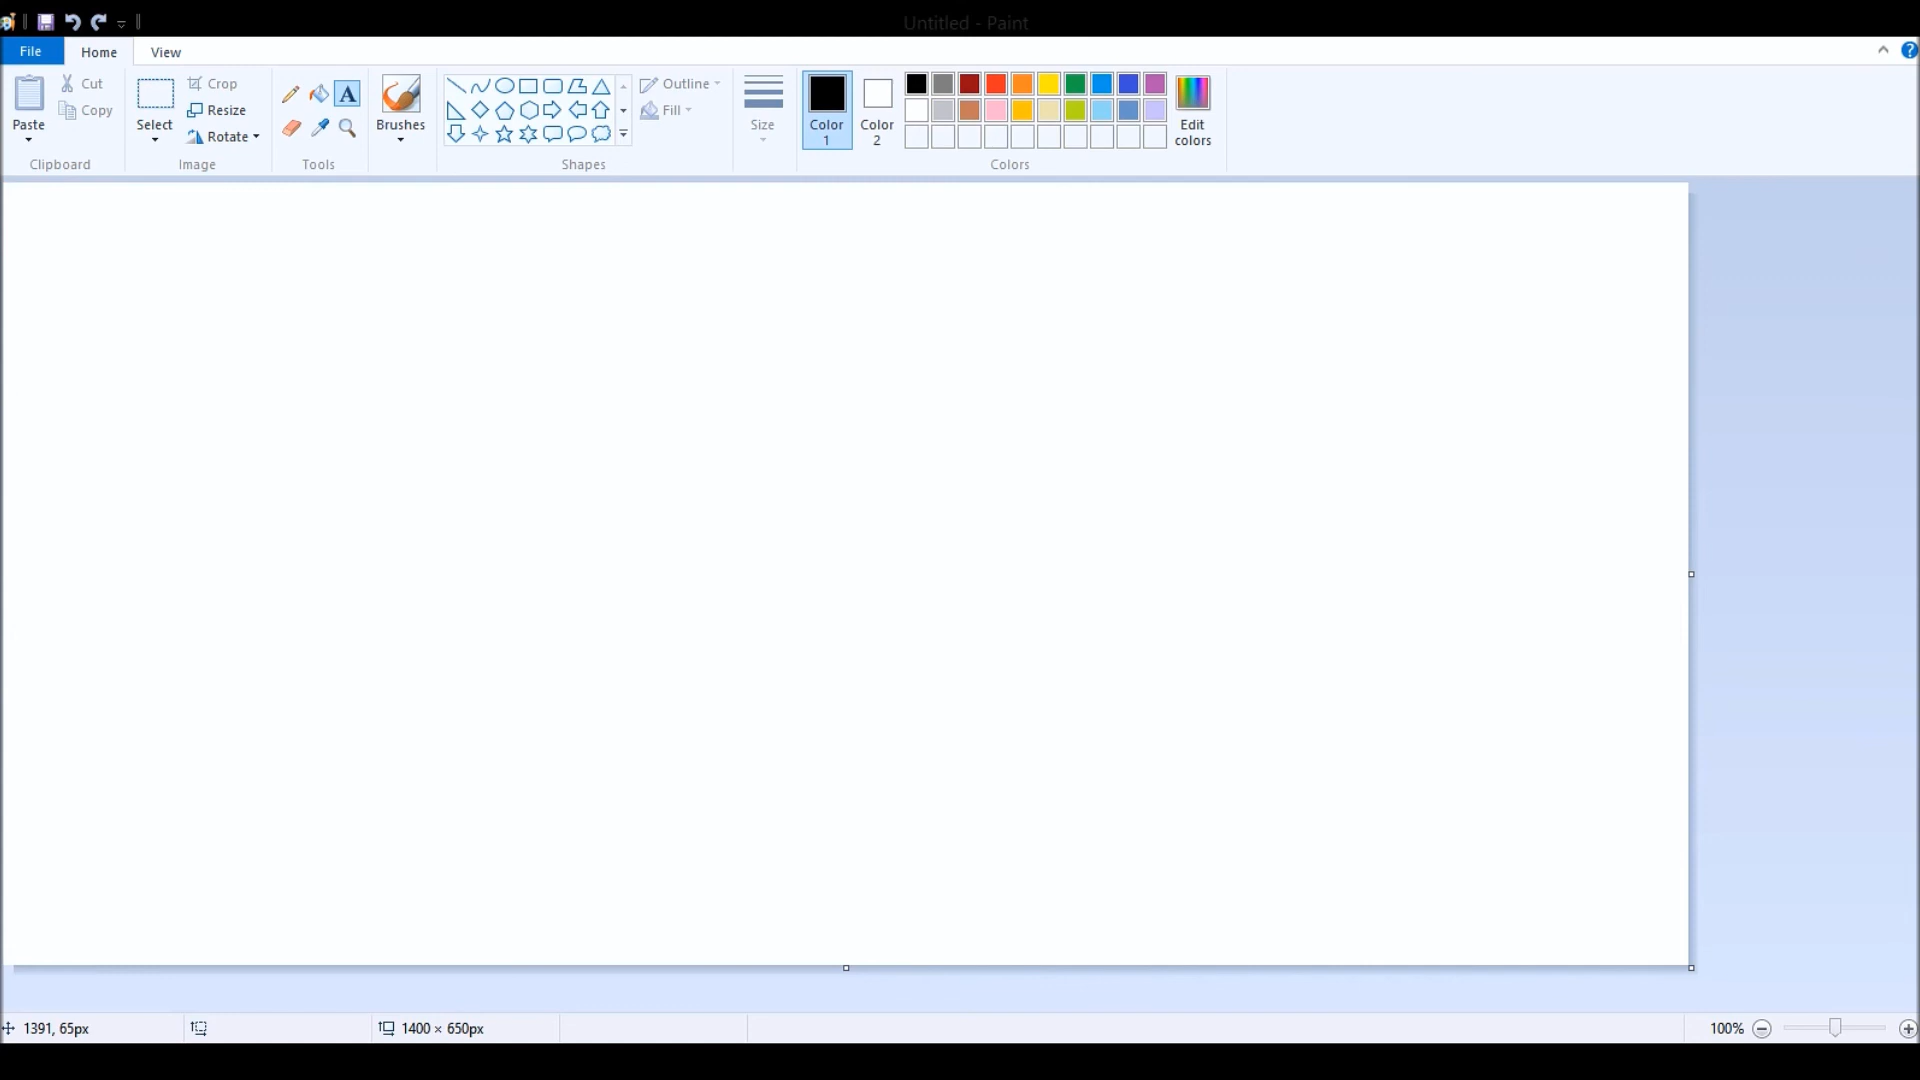 Untitled - Paint
File Home View
Cut
Copy
Paste
Clipboard
Select
Crop
Resize
Rotate
Image
A
Tools
Brushes
Shapes
Outline
Fill
Size
Color 1
Color 2
Edit colors
Colors
1391, 65px
1400 × 650px
100%